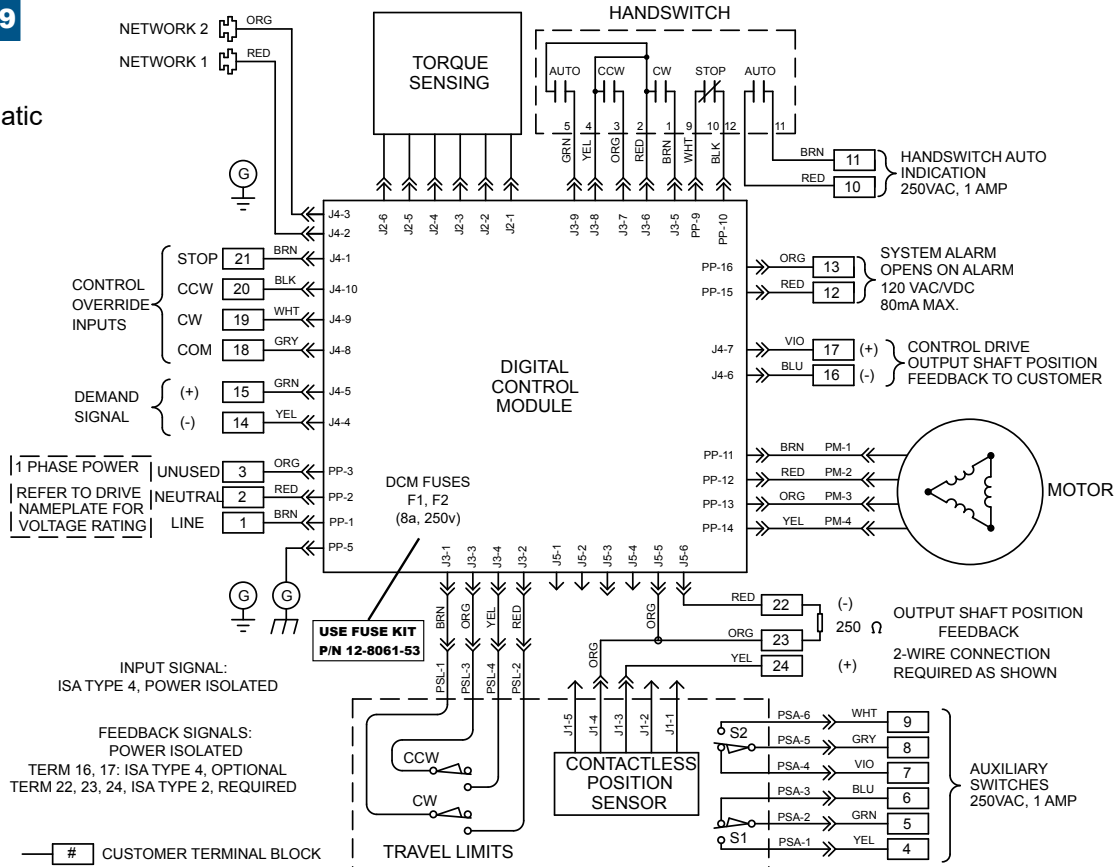 9
atic
NETWORK 2
ORG
NETWORK 1
RED
TORQUE
SENSING
HANDSWITCH
AUTO CCW CW STOP AUTO
5 4 3 2 1 9 10 12 11
GRN YEL ORG RED BRN WHT BLK
BRN 11
RED 10
HANDSWITCH AUTO
INDICATION
250VAC, 1 AMP
G
J4-3
J4-2
J2-6 J2-5 J2-4 J2-3 J2-2 J2-1
J3-9 J3-8 J3-7 J3-6 J3-5 PP-9 PP-10
CONTROL
OVERRIDE
INPUTS
STOP 21 BRN J4-1
CCW 20 BLK J4-10
CW 19 WHT J4-9
COM 18 GRY J4-8
DEMAND
SIGNAL
(+) 15 GRN J4-5
(-) 14 YEL J4-4
1 PHASE POWER
REFER TO DRIVE
NAMEPLATE FOR
VOLTAGE RATING
UNUSED 3 ORG PP-3
NEUTRAL 2 RED PP-2
LINE 1 BRN PP-1
PP-5
G G
DIGITAL
CONTROL
MODULE
DCM FUSES
F1, F2
(8a, 250v)
USE FUSE KIT
P/N 12-8061-53
PP-16 ORG 13
PP-15 RED 12
SYSTEM ALARM
OPENS ON ALARM
120 VAC/VDC
80mA MAX.
J4-7 VIO 17 (+)
J4-6 BLU 16 (-)
CONTROL DRIVE
OUTPUT SHAFT POSITION
FEEDBACK TO CUSTOMER
PP-11 BRN PM-1
PP-12 RED PM-2
PP-13 ORG PM-3
PP-14 YEL PM-4
MOTOR
J3-1 J3-3 J3-4 J3-2 J5-1 J5-2 J5-3 J5-4 J5-5 J5-6
BRN ORG YEL RED
ORG
PSL-1 PSL-3 PSL-4 PSL-2
ORG
RED 22 (-)
250 Ω
ORG 23
YEL 24 (+)
OUTPUT SHAFT POSITION
FEEDBACK
2-WIRE CONNECTION
REQUIRED AS SHOWN
INPUT SIGNAL:
ISA TYPE 4, POWER ISOLATED
FEEDBACK SIGNALS:
POWER ISOLATED
TERM 16, 17: ISA TYPE 4, OPTIONAL
TERM 22, 23, 24, ISA TYPE 2, REQUIRED
# CUSTOMER TERMINAL BLOCK
CCW
CW
TRAVEL LIMITS
J1-5 J1-4 J1-3 J1-2 J1-1
CONTACTLESS
POSITION
SENSOR
S2
S1
PSA-6 WHT 9
PSA-5 GRY 8
PSA-4 VIO 7
PSA-3 BLU 6
PSA-2 GRN 5
PSA-1 YEL 4
AUXILIARY
SWITCHES
250VAC, 1 AMP